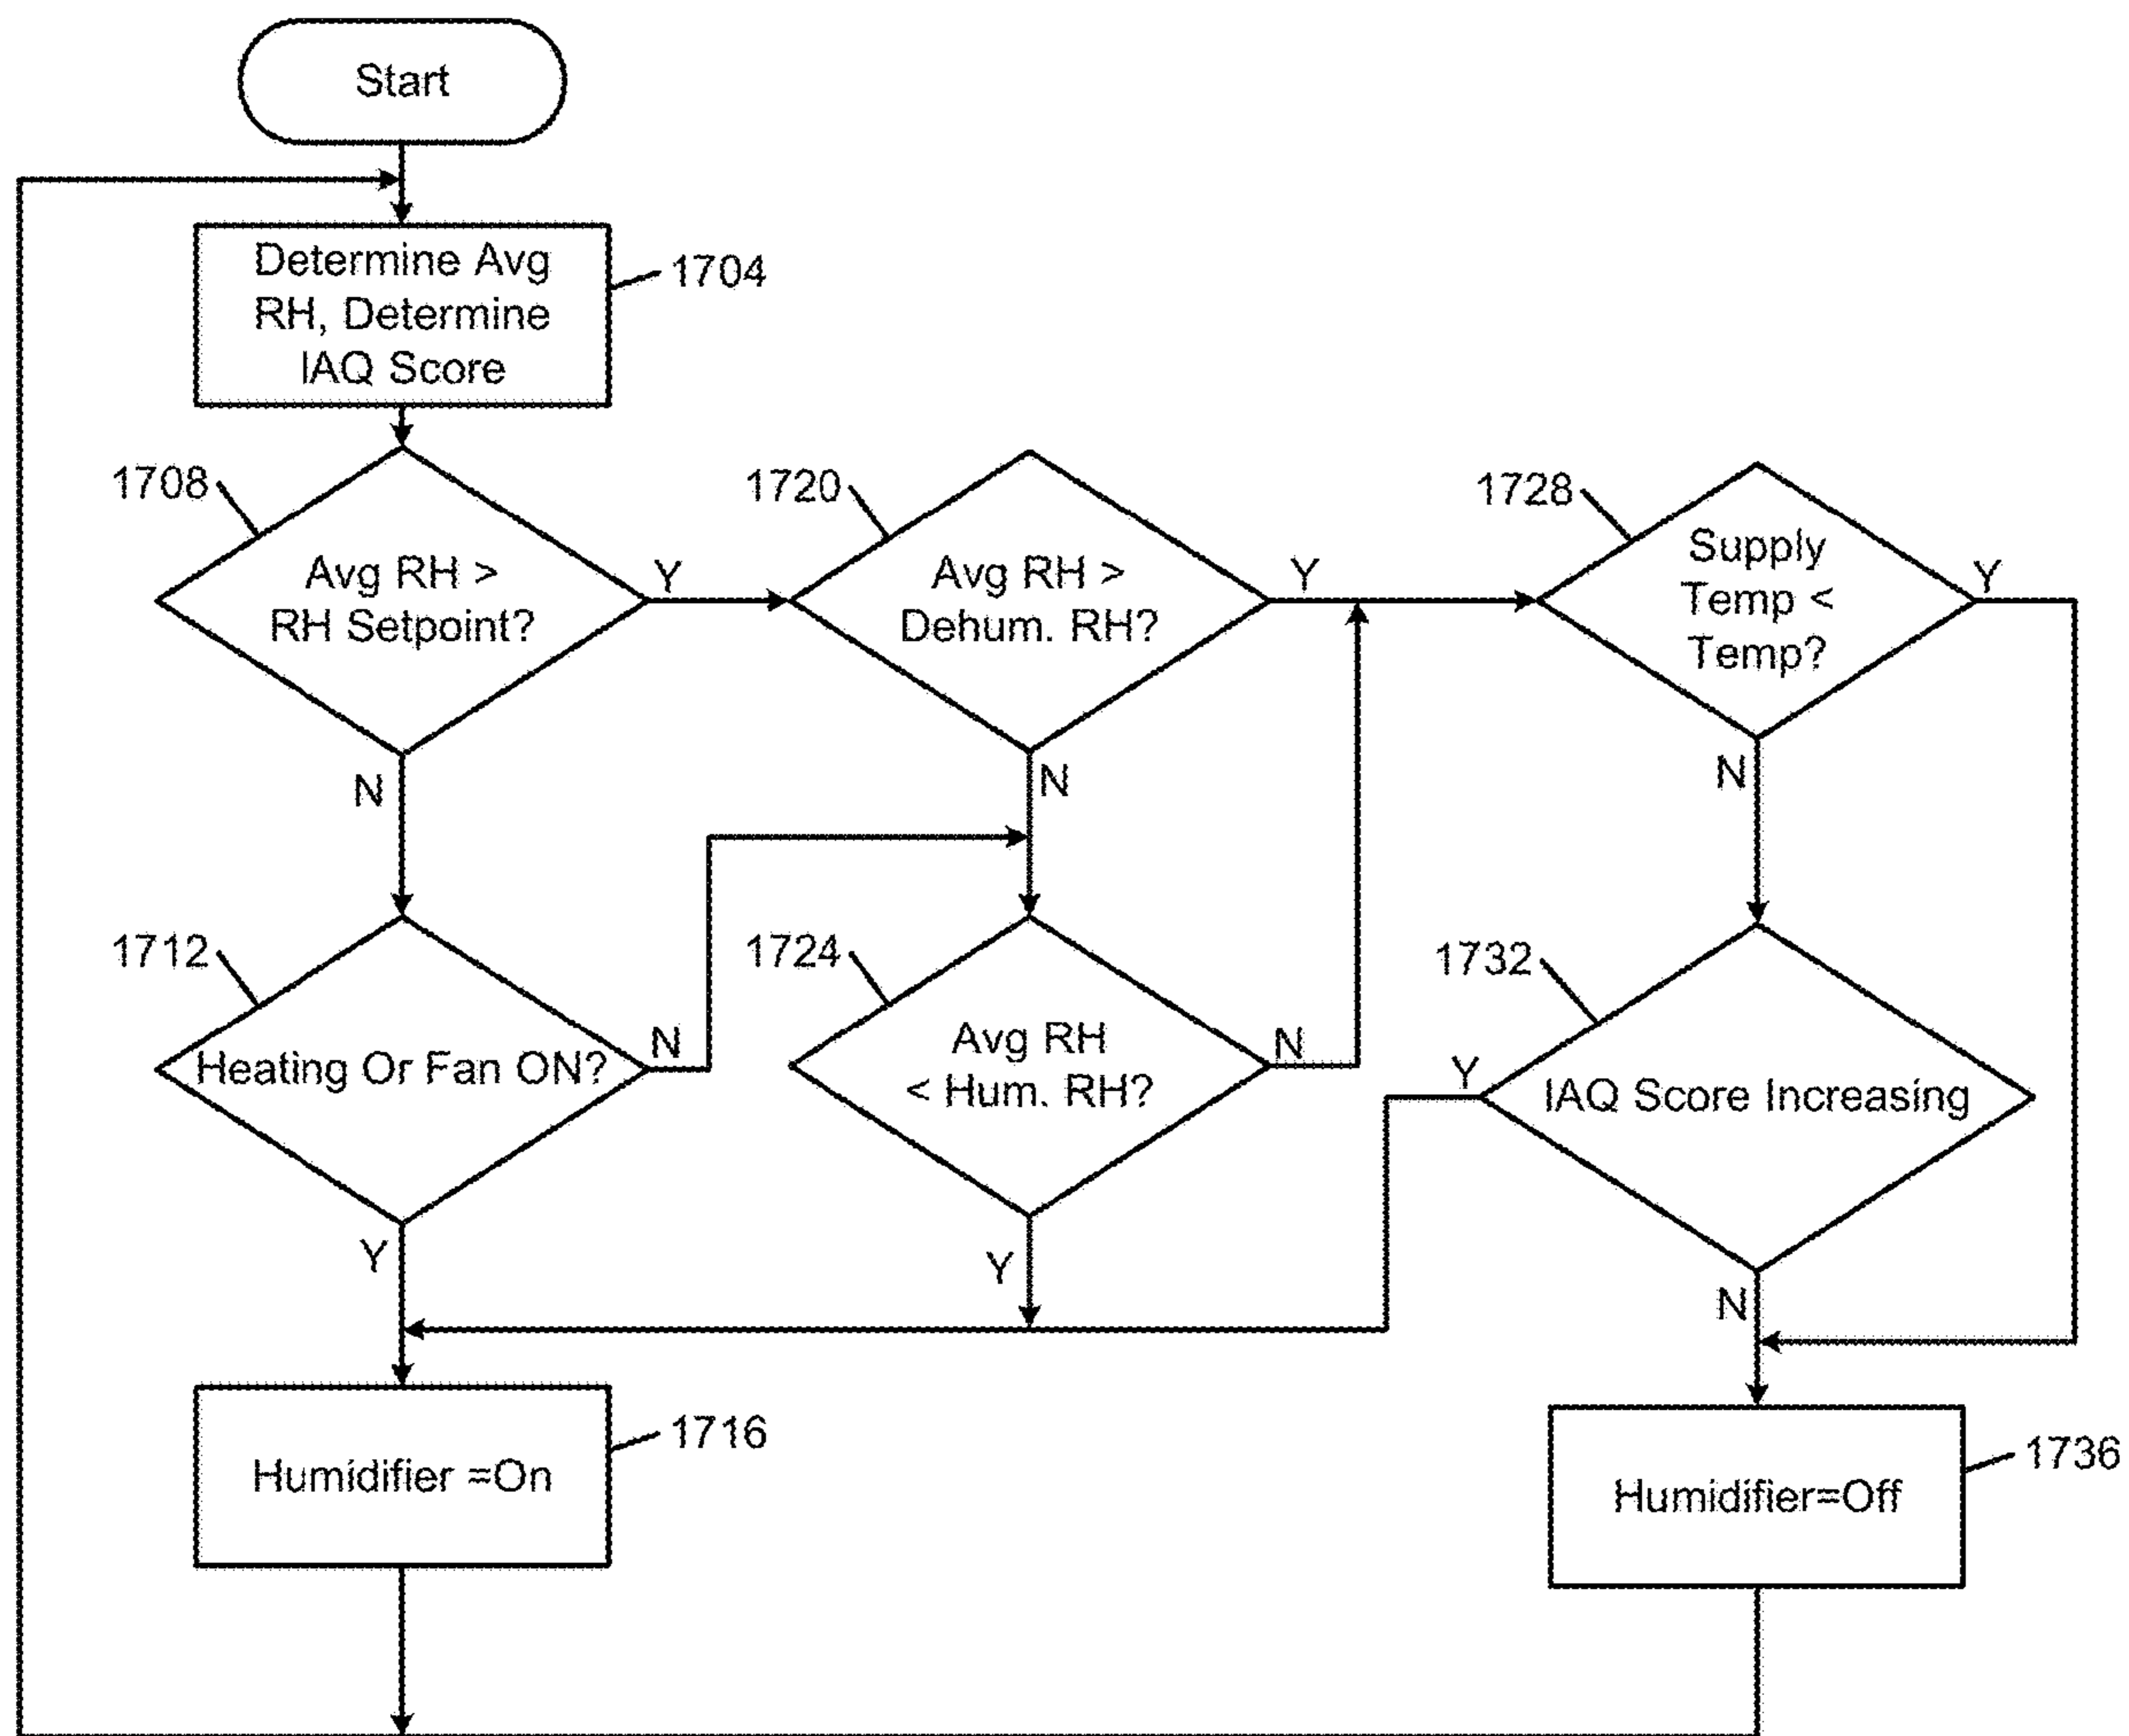 Start
Determine Avg
RH, Determine
IAQ Score
1704
1708
Avg RH >
RH Setpoint?
Y
N
1720
Avg RH >
Dehum. RH?
Y
N
1728
Supply
Temp <
Temp?
Y
N
1712
Heating Or Fan ON?
N
Y
1724
Avg RH
< Hum. RH?
N
Y
1732
IAQ Score Increasing
Y
N
Humidifier =On
1716
Humidifier=Off
1736